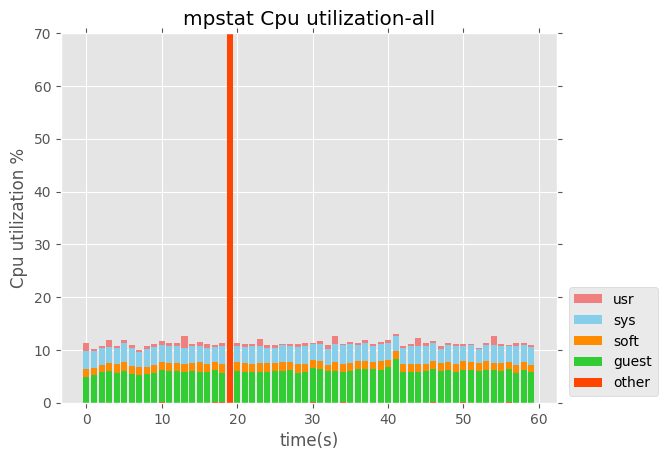 mpstat Cpu utilization-all
Cpu utilization %
70
60
50
40
30
20
10
0
0
10
20
30
40
50
60
time(s)
usr
sys
soft
guest
other